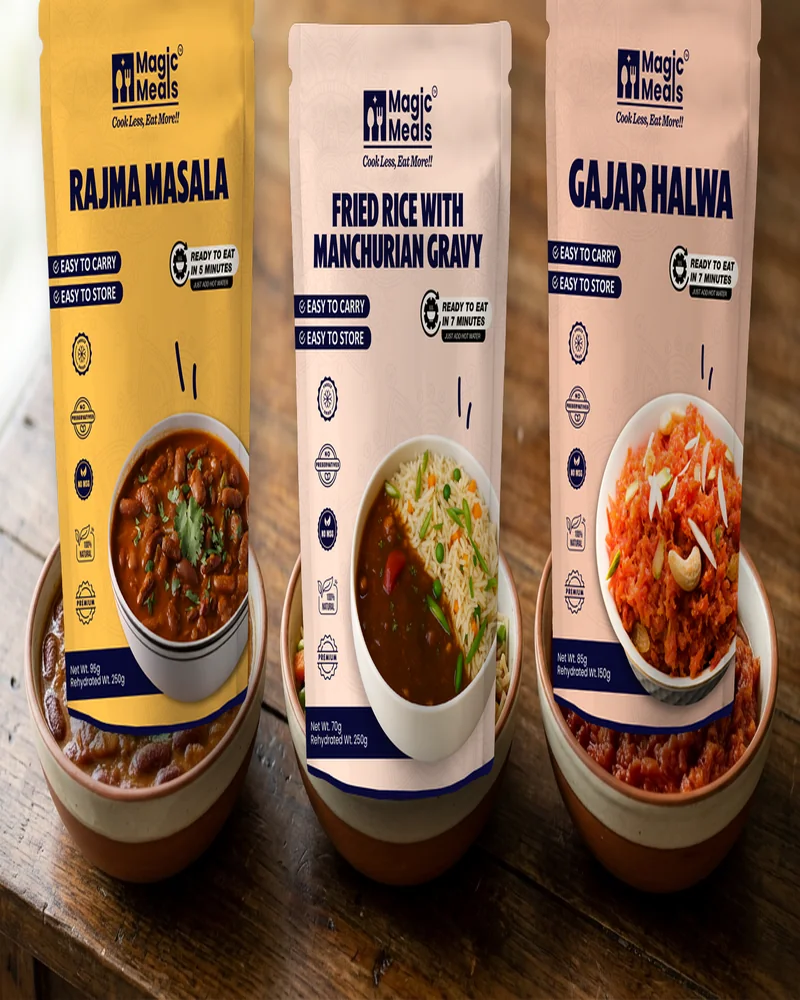 Magic
Meals
Cook Less, Eat More!!
RAJMA MASALA
EASY TO CARRY
EASY TO STORE
READY TO EAT
IN 5 MINUTES
JUST ADD HOT WATER
NO
PRESERVATIVES
NO MSG
100%
NATURAL
PREMIUM
Net Wt. 95g
Rehydrated Wt. 250g
Magic
Meals
Cook Less, Eat More!!
FRIED RICE WITH
MANCHURIAN GRAVY
EASY TO CARRY
EASY TO STORE
READY TO EAT
IN 7 MINUTES
JUST ADD HOT WATER
NO
PRESERVATIVES
NO MSG
100%
NATURAL
PREMIUM
Net Wt. 70g
Rehydrated Wt. 250g
Magic
Meals
Cook Less, Eat More!!
GAJAR HALWA
EASY TO CARRY
EASY TO STORE
READY TO EAT
IN 7 MINUTES
JUST ADD HOT WATER
NO
PRESERVATIVES
NO MSG
100%
NATURAL
PREMIUM
Net Wt. 85g
Rehydrated Wt. 150g